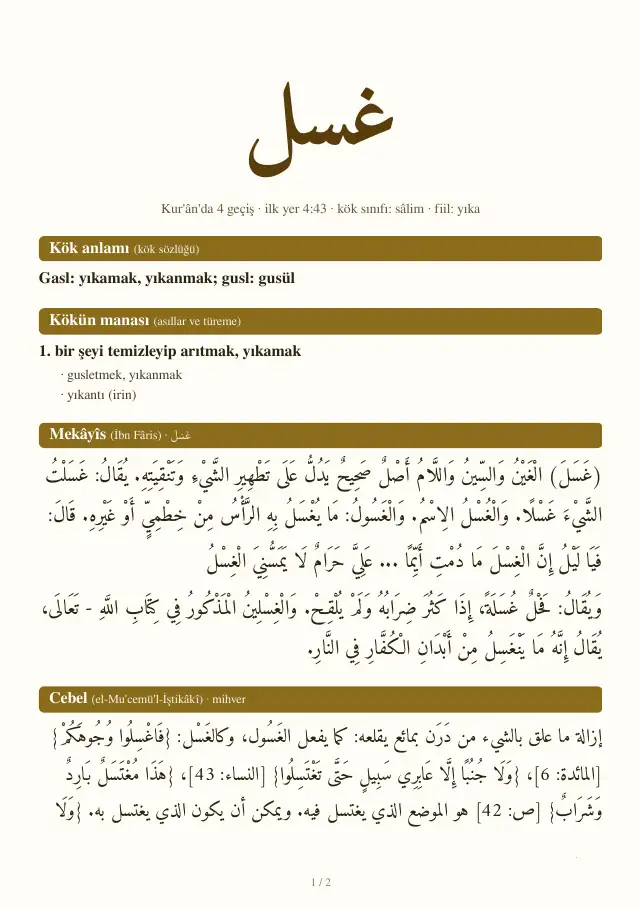 غسل
Kur'ân'da 4 geçiş · ilk yer 4:43 · kök sınıfı: sâlim · fiil: yıka
Kök anlamı (kök sözlüğü)
Gasl: yıkamak, yıkanmak; gusl: gusül
Kökün manası (asıllar ve türeme)
1. bir şeyi temizleyip arıtmak, yıkamak
· gusletmek, yıkanmak
· yıkantı (irin)
Mekâyîs (İbn Fâris) · غسل
(غَسَلَ) الْغَيْنُ وَالسِّينُ وَاللَّامُ أَصْلٌ صَحِيحٌ يَدُلُّ عَلَى تَطْهِيرِ الشَّيْءِ وَتَنْقِيَتِهِ. يُقَالُ: غَسَلْتُ
الشَّيْءَ غَسْلًا. وَالْغُسْلُ الِاسْمُ. وَالْغَسُولُ: مَا يُغْسَلُ بِهِ الرَّأْسُ مِنْ خِطْمِيٍّ أَوْ غَيْرِهِ. قَالَ:
فَيَا لَيْلُ إِنَّ الْغِسْلَ مَا دُمْتِ أَيِّمًا ... عَلَيَّ حَرَامٌ لَا يَمَسُّنِيَ الْغِسْلُ
وَيُقَالُ: فَحْلٌ غُسَلَةٌ، إِذَا كَثُرَ ضِرَابُهُ وَلَمْ يُلْقِحْ. وَالْغِسْلِينُ الْمَذْكُورُ فِي كِتَابِ اللَّهِ - تَعَالَى،
يُقَالُ إِنَّهُ مَا يَنْغَسِلُ مِنْ أَبْدَانِ الْكُفَّارِ فِي النَّارِ.
Cebel (el-Mu'cemü'l-İştikâkî) · mihver
إزالة ما علق بالشيء من دَرَن بمائع يقلعه: كما يفعل الغَسُول، وكالغَسْل: {فَاغْسِلُوا وُجُوهَكُمْ}
[المائدة: 6]، {وَلَا جُنُبًا إِلَّا عَابِرِي سَبِيلٍ حَتَّى تَغْتَسِلُوا} [النساء: 43]، {هَذَا مُغْتَسَلٌ بَارِدٌ
وَشَرَابٌ} [ص: 42] هو الموضع الذي يغتسل فيه. ويمكن أن يكون الذي يغتسل به. {وَلَا
1 / 2